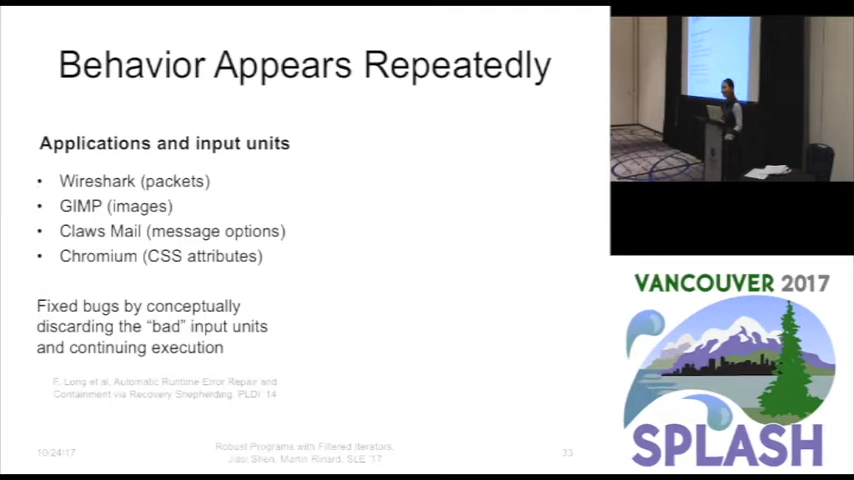 Behavior Appears Repeatedly
Applications and input units
• Wireshark (packets)
• GIMP (images)
• Claws Mail (message options)
• Chromium (CSS attributes)
Fixed bugs by conceptually
discarding the “bad” input units
and continuing execution
F. Long et al, Automatic Runtime Error Repair and
Containment via Recovery Shepherding, PLDI '14
10/24/17
Robust Programs with Filtered Iterators,
Jiasi Shen, Martin Rinard, SLE '17
33
VANCOUVER 2017
SPLASH